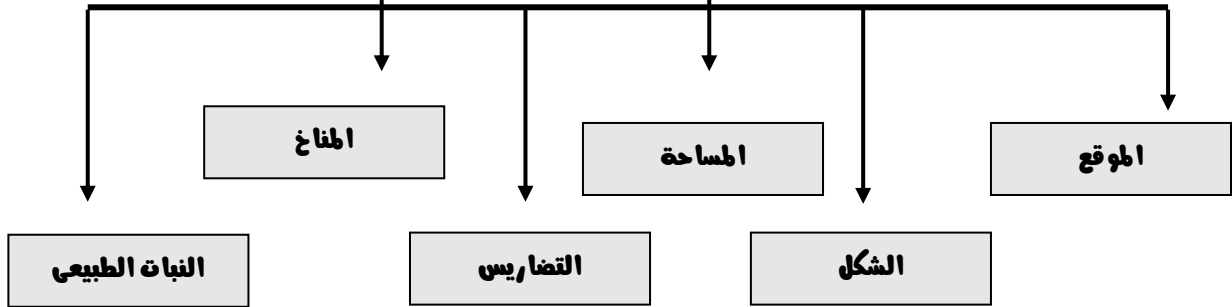 الموقع
المساحة
المناخ
الشكل
التضاريس
النبات الطبيعى